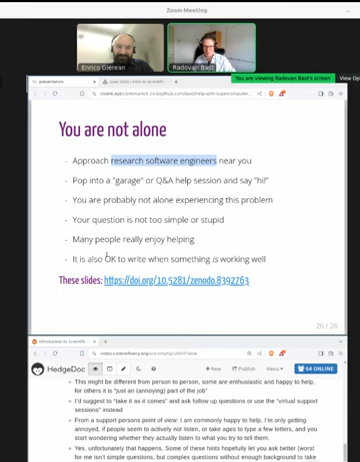 Zoom Meeting
Enrico Glerean
Radovan Bast
You are viewing Radovan Bast's screen
View Op
You are not alone
- Approach research software engineers near you
- Pop into a "garage" or Q&A help session and say "hi!"
- You are probably not alone experiencing this problem
- Your question is not too simple or stupid
- Many people really enjoy helping
- It is also OK to write when something is working well
These slides: https://doi.org/10.5281/zenodo.8392763
26 / 26
HedgeDoc
New
Publish
Menu
64 ONLINE
This might be different from person to person, some are enthusiastic and happy to help,
for others it is "just an (annoying) part of the job"
I'd suggest to "take it as it comes" and ask follow ups or use the "virtual support
sessions" instead
From a support persons point of view: I am commonly happy to help, I'm only getting
annoyed, if people seem to actively not listen, or take ages to type a few letters, and you
start wondering whether they actually listen to what you try to tell them.
Yes, unfortunately that happens. Some of these hints hopefully let you ask better (worst
for me isn't simple questions, but complex questions without enough background to take